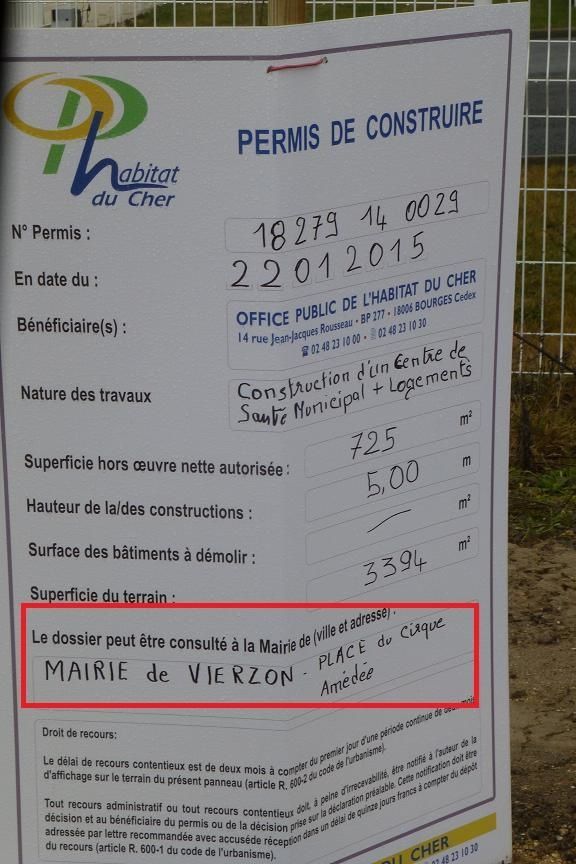 habitat
du Cher
PERMIS DE CONSTRUIRE
N° Permis : 18279 14 0029
En date du : 22012015
Bénéficiaire(s) :
OFFICE PUBLIC DE L'HABITAT DU CHER
14 rue Jean-Jacques Rousseau • BP 277 • 18006 BOURGES Cedex
☎ 02 48 23 10 00 • 02 48 23 10 30
Nature des travaux
Construction d'un Centre de
Santé Municipal + Logements
Superficie hors œuvre nette autorisée : 725 m²
Hauteur de la/des constructions : 5,00 m
Surface des bâtiments à démolir : — m²
Superficie du terrain : 3394 m²
Le dossier peut être consulté à la Mairie de (ville et adresse) :
MAIRIE de VIERZON - PLACE du Cirque
Amédée
Droit de recours:
Le délai de recours contentieux est de deux mois à compter du premier jour d'une période continue de deux mois
d'affichage sur le terrain du présent panneau (article R. 600-2 du code de l'urbanisme).
Tout recours administratif ou tout recours contentieux doit, à peine d'irrecevabilité, être notifié à l'auteur de la
décision et au bénéficiaire du permis ou de la décision prise sur la déclaration préalable. Cette notification doit être
adressée par lettre recommandée avec accusé de réception dans un délai de quinze jours francs à compter du dépôt
du recours (article R. 600-1 du code de l'urbanisme).
DU CHER
02 48 23 10 30